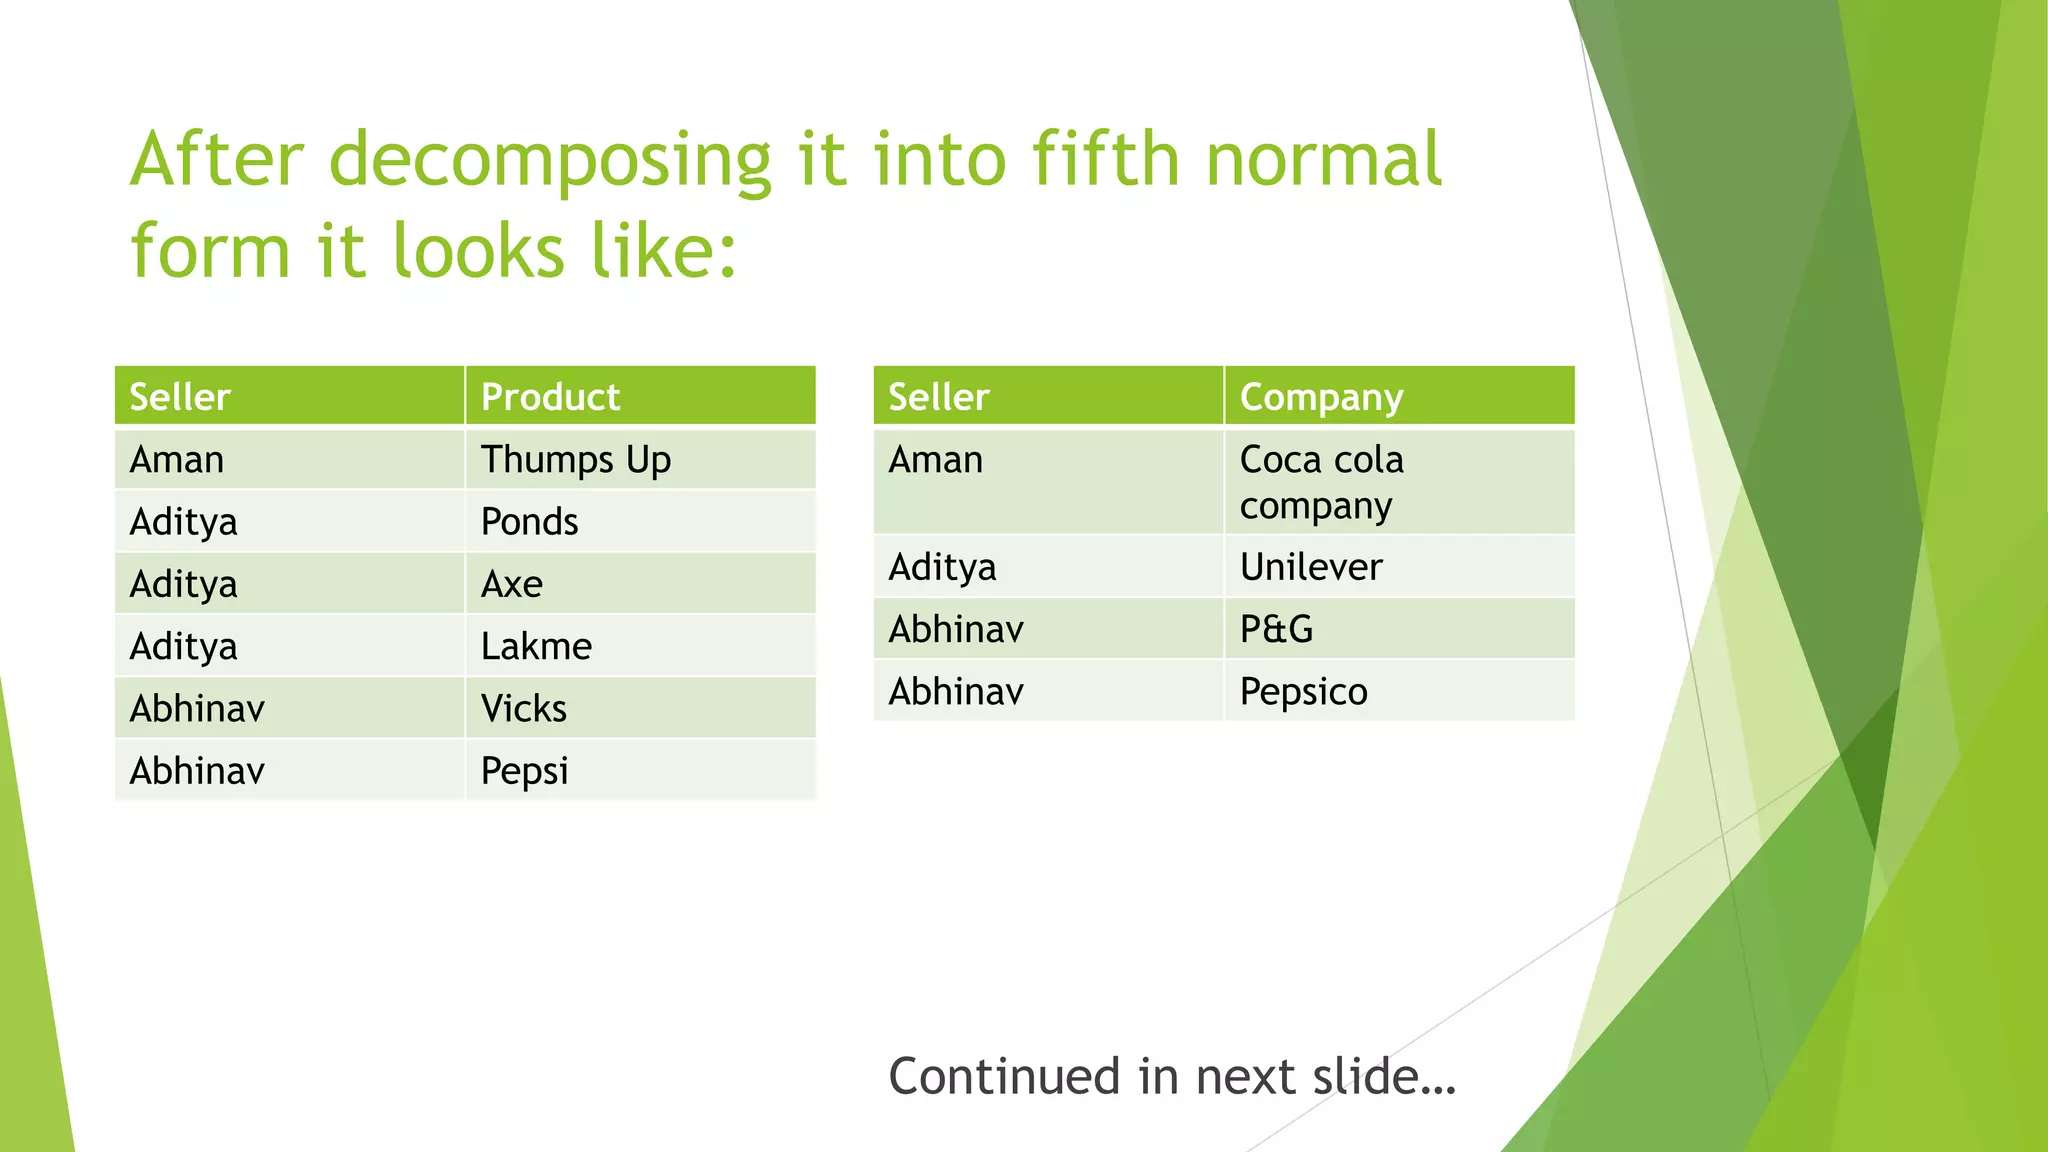 After decomposing it into fifth normal
form it looks like:
Seller Product
Aman Thumps Up
Aditya Ponds
Aditya Axe
Aditya Lakme
Abhinav Vicks
Abhinav Pepsi
Seller Company
Aman Coca cola
company
Aditya Unilever
Abhinav P&G
Abhinav Pepsico
Continued in next slide…